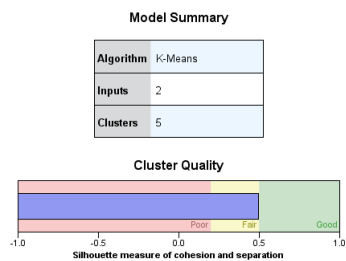 Model Summary
Algorithm K-Means
Inputs 2
Clusters 5
Cluster Quality
Poor Fair Good
-1.0 -0.5 0.0 0.5 1.0
Silhouette measure of cohesion and separation